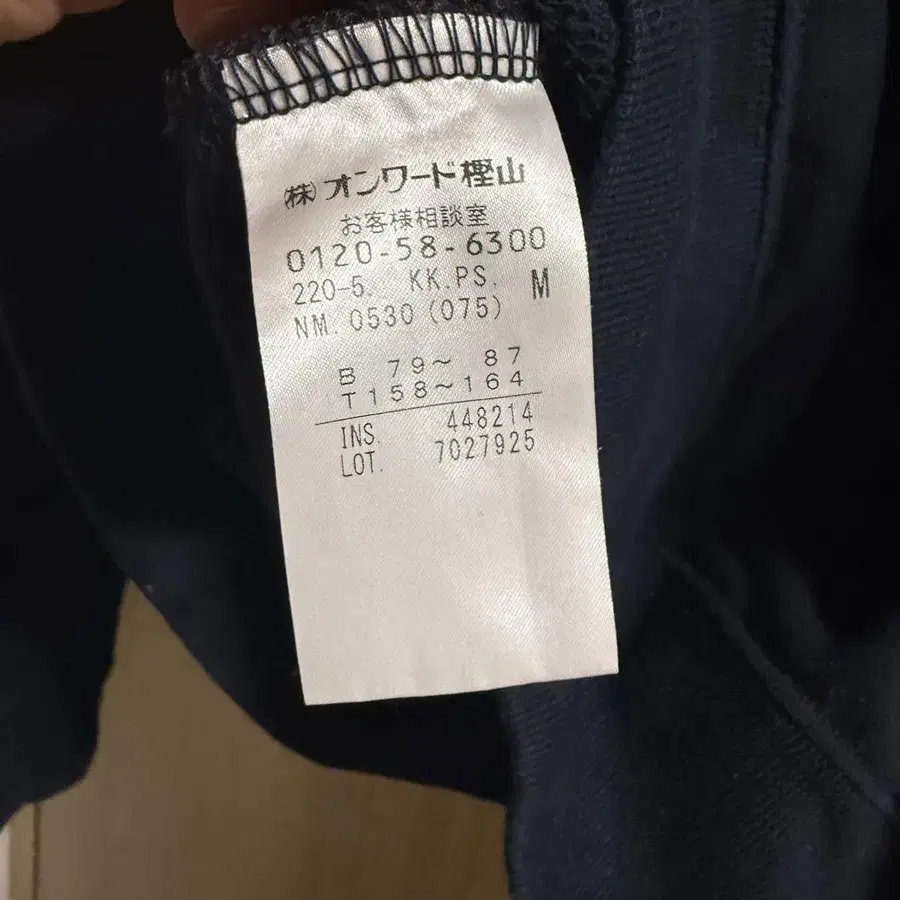 (株)オンワード樫山
お客様相談室
0120-58-6300
220-5. KK.PS. M
NM. 0530 (075)
B 79～ 87
T158～164
INS. 448214
LOT. 7027925